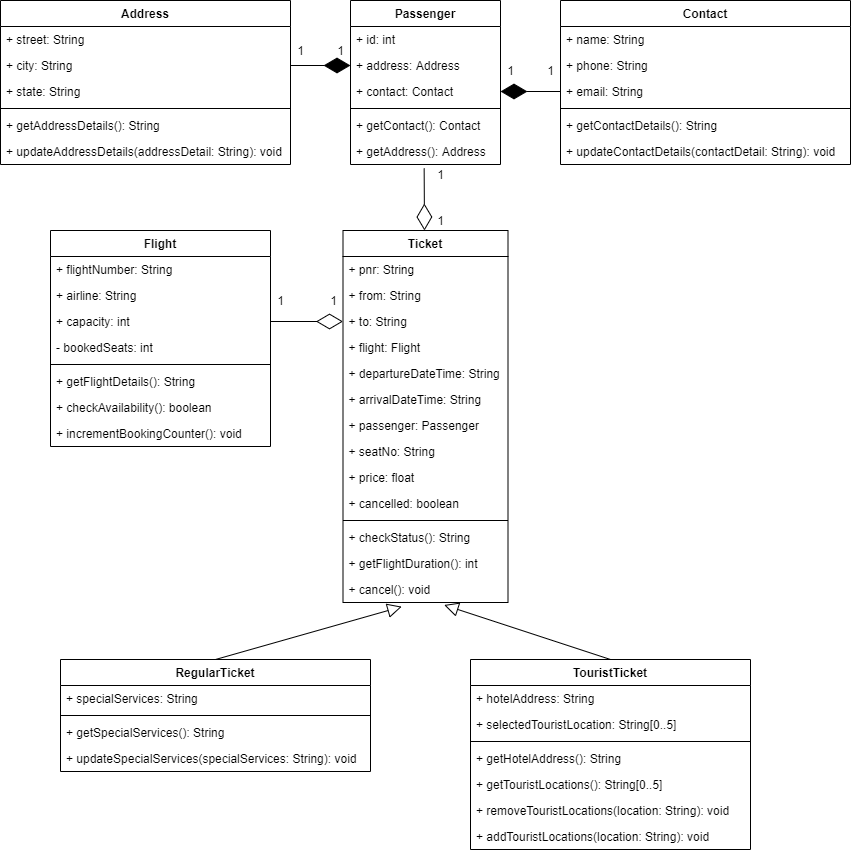 Address
+ street: String
+ city: String
+ state: String
+ getAddressDetails(): String
+ updateAddressDetails(addressDetail: String): void
1
1
Passenger
+ id: int
+ address: Address
+ contact: Contact
+ getContact(): Contact
+ getAddress(): Address
1
1
Contact
+ name: String
+ phone: String
+ email: String
+ getContactDetails(): String
+ updateContactDetails(contactDetail: String): void
1
1
Flight
+ flightNumber: String
+ airline: String
+ capacity: int
- bookedSeats: int
+ getFlightDetails(): String
+ checkAvailability(): boolean
+ incrementBookingCounter(): void
1
1
Ticket
+ pnr: String
+ from: String
+ to: String
+ flight: Flight
+ departureDateTime: String
+ arrivalDateTime: String
+ passenger: Passenger
+ seatNo: String
+ price: float
+ cancelled: boolean
+ checkStatus(): String
+ getFlightDuration(): int
+ cancel(): void
RegularTicket
+ specialServices: String
+ getSpecialServices(): String
+ updateSpecialServices(specialServices: String): void
TouristTicket
+ hotelAddress: String
+ selectedTouristLocation: String[0..5]
+ getHotelAddress(): String
+ getTouristLocations(): String[0..5]
+ removeTouristLocations(location: String): void
+ addTouristLocations(location: String): void